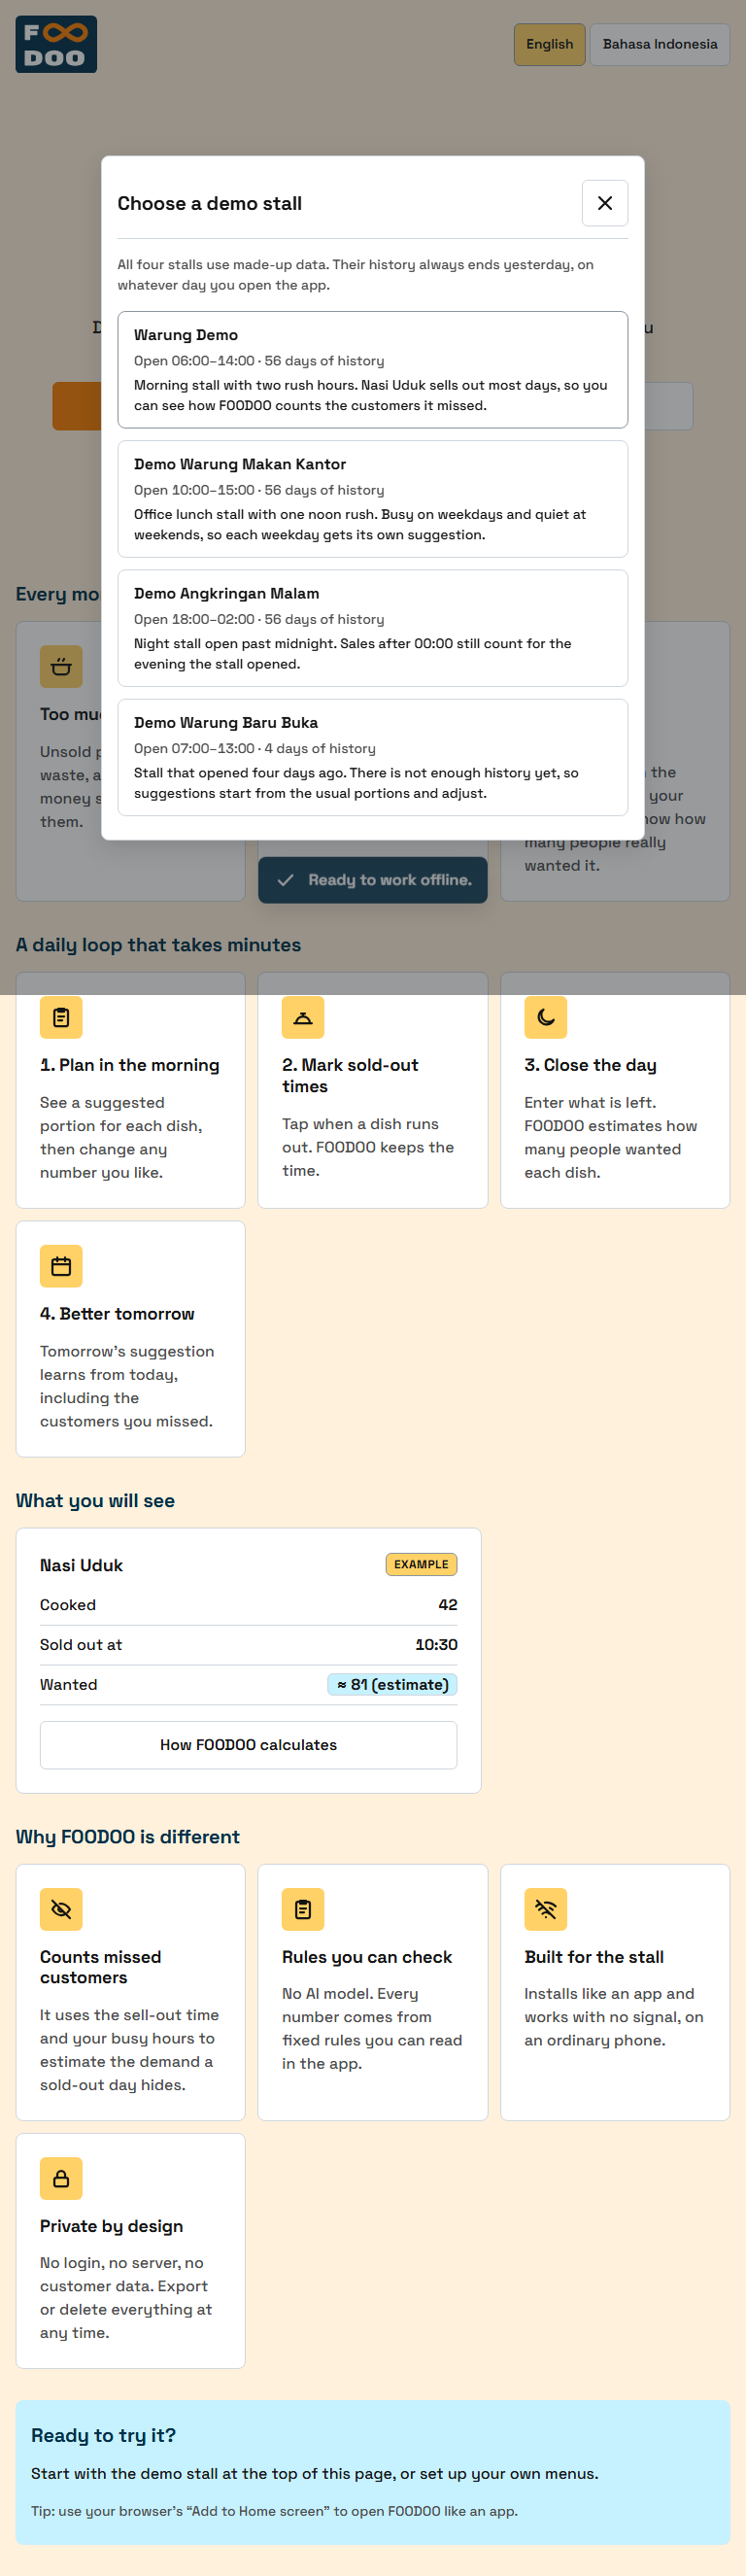 FOODOO
English
Bahasa Indonesia
Choose a demo stall
All four stalls use made-up data. Their history always ends yesterday, on
whatever day you open the app.
Warung Demo
Open 06:00–14:00 · 56 days of history
Morning stall with two rush hours. Nasi Uduk sells out most days, so you
can see how FOODOO counts the customers it missed.
Demo Warung Makan Kantor
Open 10:00–15:00 · 56 days of history
Office lunch stall with one noon rush. Busy on weekdays and quiet at
weekends, so each weekday gets its own suggestion.
Demo Angkringan Malam
Open 18:00–02:00 · 56 days of history
Night stall open past midnight. Sales after 00:00 still count for the
evening the stall opened.
Demo Warung Baru Buka
Open 07:00–13:00 · 4 days of history
Stall that opened four days ago. There is not enough history yet, so
suggestions start from the usual portions and adjust.
Every
Too
Unsold
waste,
money
them.
the
your
how
many people really
wanted it.
Ready to work offline.
A daily loop that takes minutes
1. Plan in the morning
See a suggested
portion for each dish,
then change any
number you like.
2. Mark sold-out
times
Tap when a dish runs
out. FOODOO keeps the
time.
3. Close the day
Enter what is left.
FOODOO estimates how
many people wanted
each dish.
4. Better tomorrow
Tomorrow’s suggestion
learns from today,
including the
customers you missed.
What you will see
Nasi Uduk
EXAMPLE
Cooked 42
Sold out at 10:30
Wanted ≈ 81 (estimate)
How FOODOO calculates
Why FOODOO is different
Counts missed
customers
It uses the sell-out time
and your busy hours to
estimate the demand a
sold-out day hides.
Rules you can check
No AI model. Every
number comes from
fixed rules you can read
in the app.
Built for the stall
Installs like an app and
works with no signal, on
an ordinary phone.
Private by design
No login, no server, no
customer data. Export
or delete everything at
any time.
Ready to try it?
Start with the demo stall at the top of this page, or set up your own menus.
Tip: use your browser’s “Add to Home screen” to open FOODOO like an app.